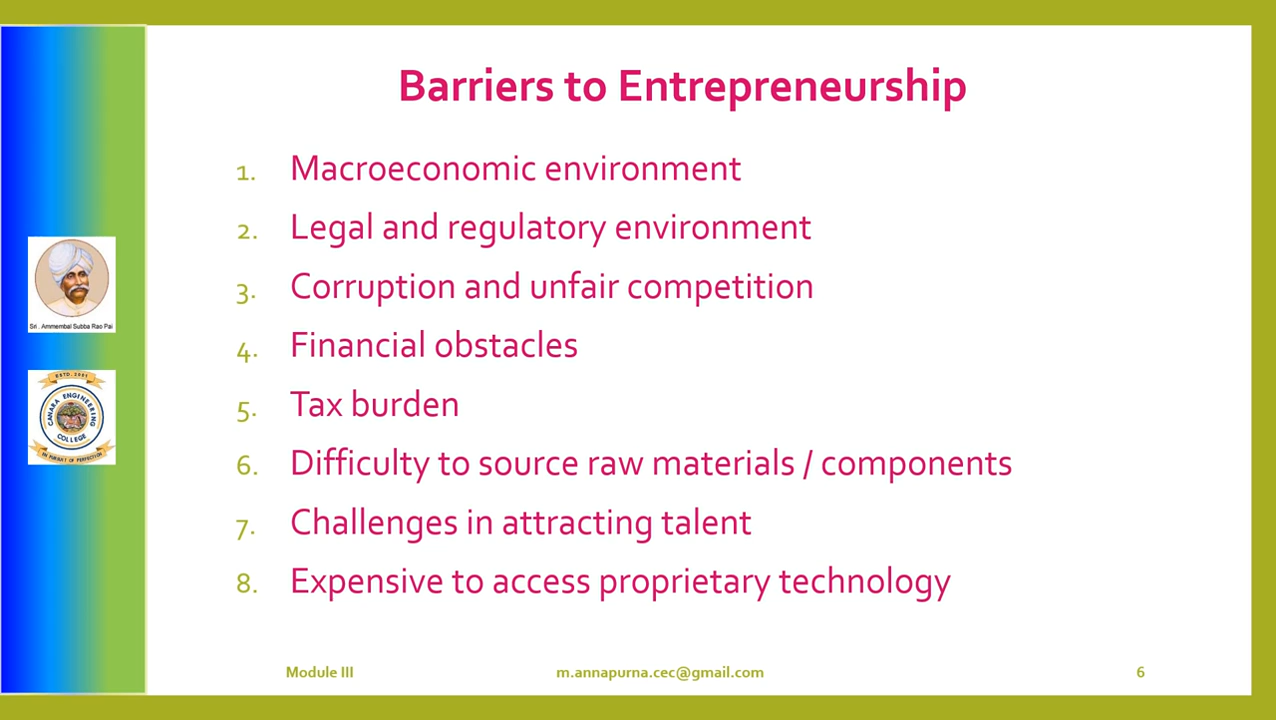 Barriers to Entrepreneurship
1. Macroeconomic environment
2. Legal and regulatory environment
3. Corruption and unfair competition
4. Financial obstacles
5. Tax burden
6. Difficulty to source raw materials / components
7. Challenges in attracting talent
8. Expensive to access proprietary technology
Sri . Ammembal Subba Rao Pai
ESTD. 2001
CANARA ENGINEERING
COLLEGE
IN PURSUIT OF PERFECTION
Module III
m.annapurna.cec@gmail.com
6